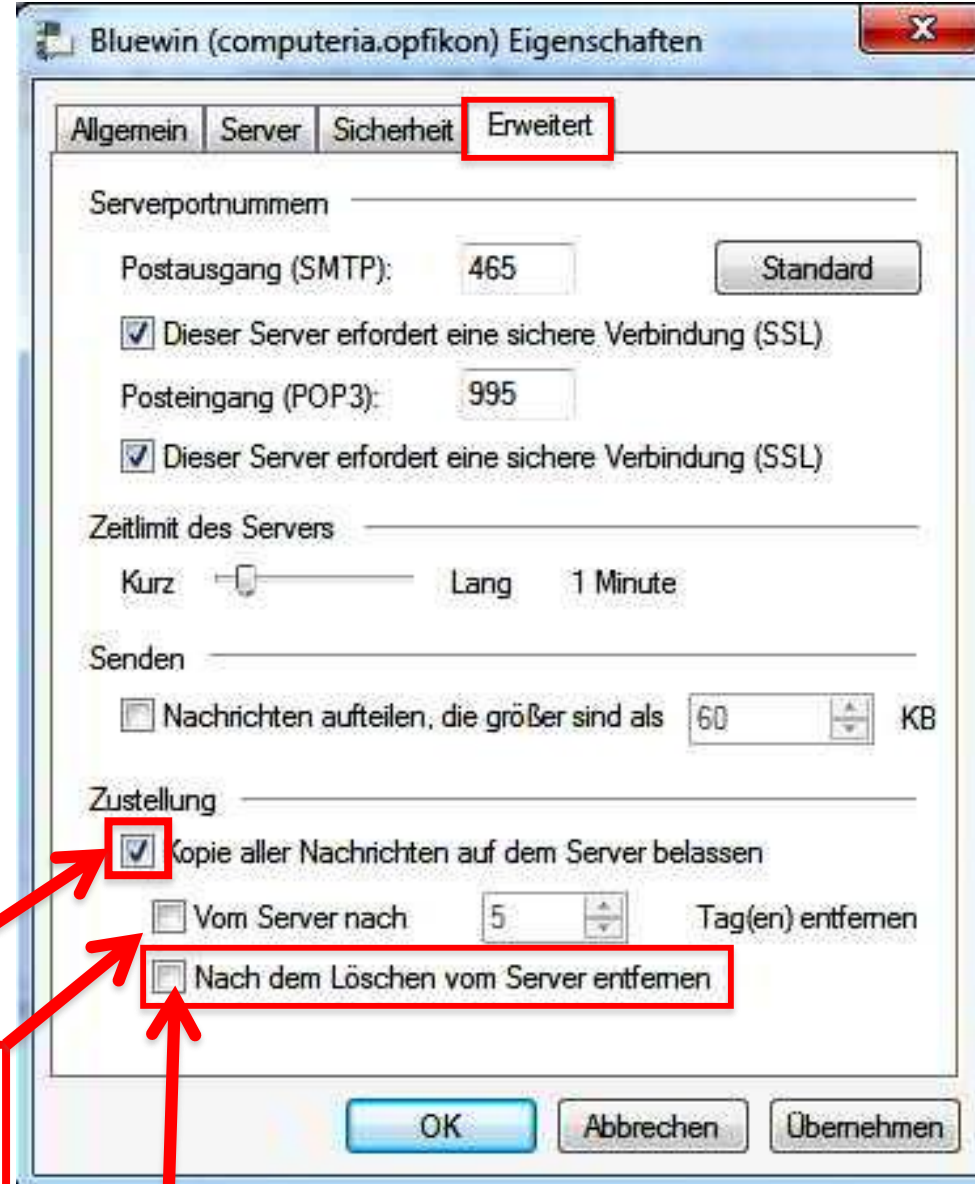 Bluewin (computeria.opfikon) Eigenschaften
Allgemein Server Sicherheit Erweitert
Serverportnummern
Postausgang (SMTP): 465 Standard
Dieser Server erfordert eine sichere Verbindung (SSL)
Posteingang (POP3): 995
Dieser Server erfordert eine sichere Verbindung (SSL)
Zeitlimit des Servers
Kurz Lang 1 Minute
Senden
Nachrichten aufteilen, die größer sind als 60 KB
Zustellung
Kopie aller Nachrichten auf dem Server belassen
Vom Server nach 5 Tag(en) entfernen
Nach dem Löschen vom Server entfernen
OK Abbrechen Übernehmen